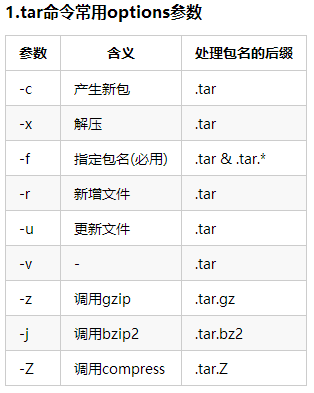 1.tar命令常用options参数
参数 含义 处理包名的后缀
-c 产生新包 .tar
-x 解压 .tar
-f 指定包名(必用) .tar & .tar.*
-r 新增文件 .tar
-u 更新文件 .tar
-v - .tar
-z 调用gzip .tar.gz
-j 调用bzip2 .tar.bz2
-Z 调用compress .tar.Z